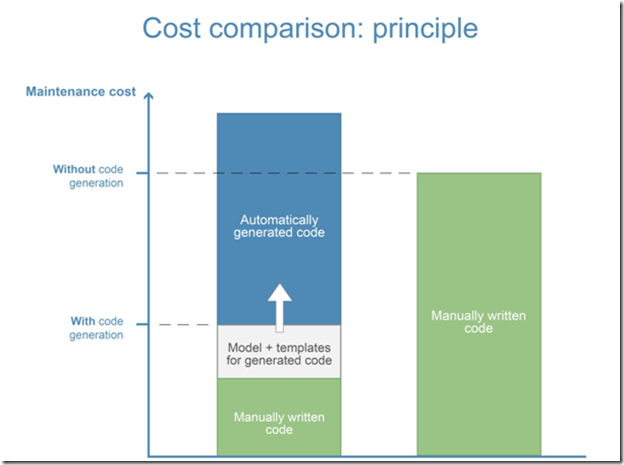 Cost comparison: principle
Maintenance cost
Without code
generation
Automatically
generated code
With code
generation
Model + templates
for generated code
Manually written
code
Manually written
code